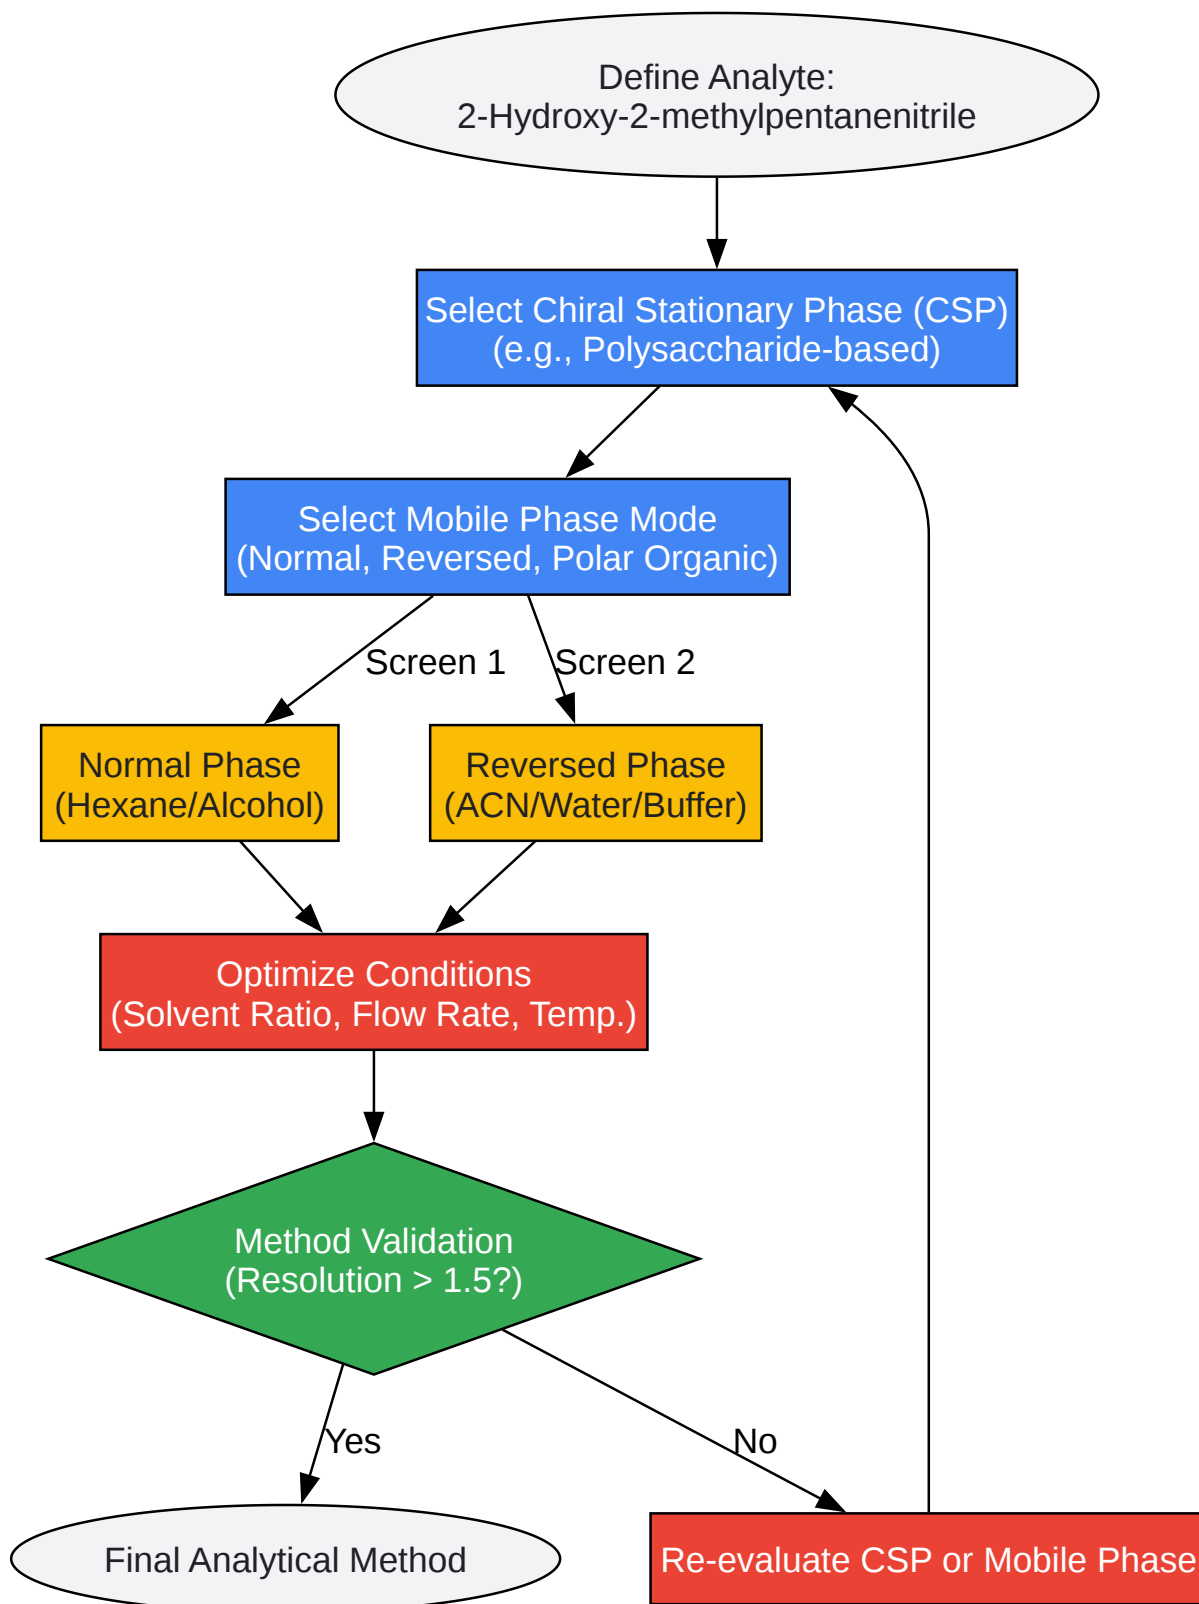 Define Analyte:
2-Hydroxy-2-methylpentanenitrile
Select Chiral Stationary Phase (CSP)
(e.g., Polysaccharide-based)
Select Mobile Phase Mode
(Normal, Reversed, Polar Organic)
Screen 1
Screen 2
Normal Phase
(Hexane/Alcohol)
Reversed Phase
(ACN/Water/Buffer)
Optimize Conditions
(Solvent Ratio, Flow Rate, Temp.)
Method Validation
(Resolution > 1.5?)
Yes
No
Final Analytical Method
Re-evaluate CSP or Mobile Phase